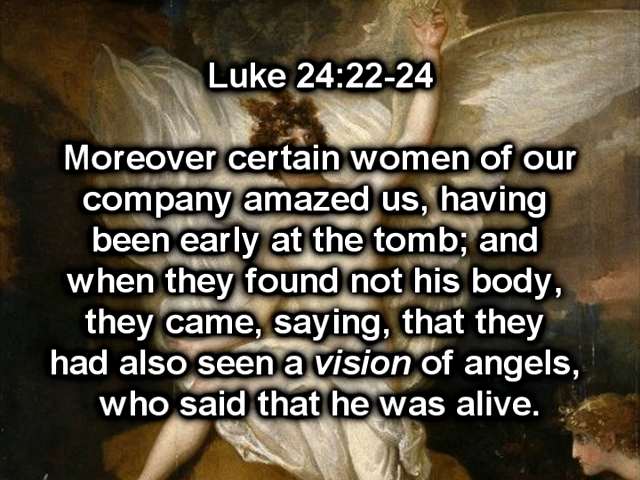 Luke 24:22-24
Moreover certain women of our
company amazed us, having
been early at the tomb; and
when they found not his body,
they came, saying, that they
had also seen a vision of angels,
who said that he was alive.